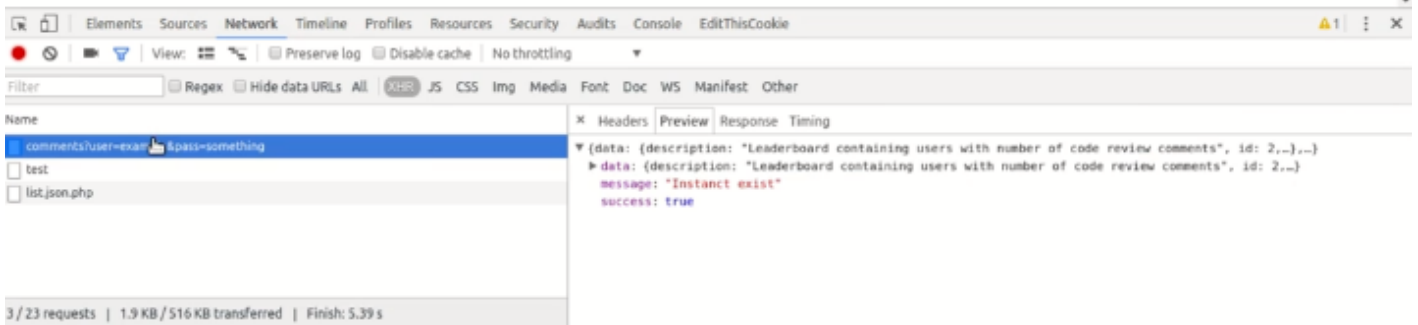 Elements Sources Network Timeline Profiles Resources Security Audits Console EditThisCookie 1
View: Preserve log Disable cache No throttling
Filter Regex Hide data URLs All XHR JS CSS Img Media Font Doc WS Manifest Other
Name
comments?user=exam &pass=something
test
list.json.php
3 / 23 requests | 1.9 KB / 516 KB transferred | Finish: 5.39 s
× Headers Preview Response Timing
▼{data: {description: "Leaderboard containing users with number of code review comments", id: 2,…},…}
▶data: {description: "Leaderboard containing users with number of code review comments", id: 2,…}
message: "Instanct exist"
success: true